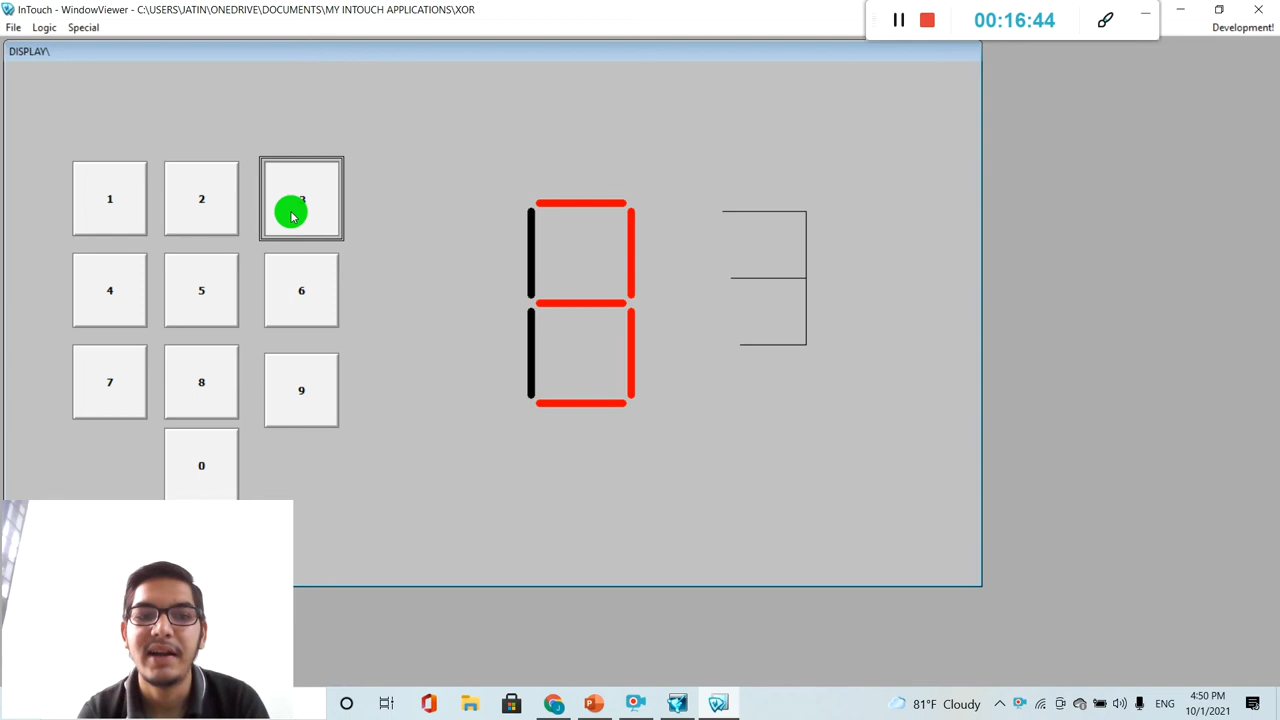 InTouch - WindowViewer - C:\USERS\JATIN\ONEDRIVE\DOCUMENTS\MY INTOUCH APPLICATIONS\XOR
00:16:44
File Logic Special
Development!
DISPLAY\
1 2 3
4 5 6
7 8 9
0
81°F Cloudy
ENG
4:50 PM
10/1/2021